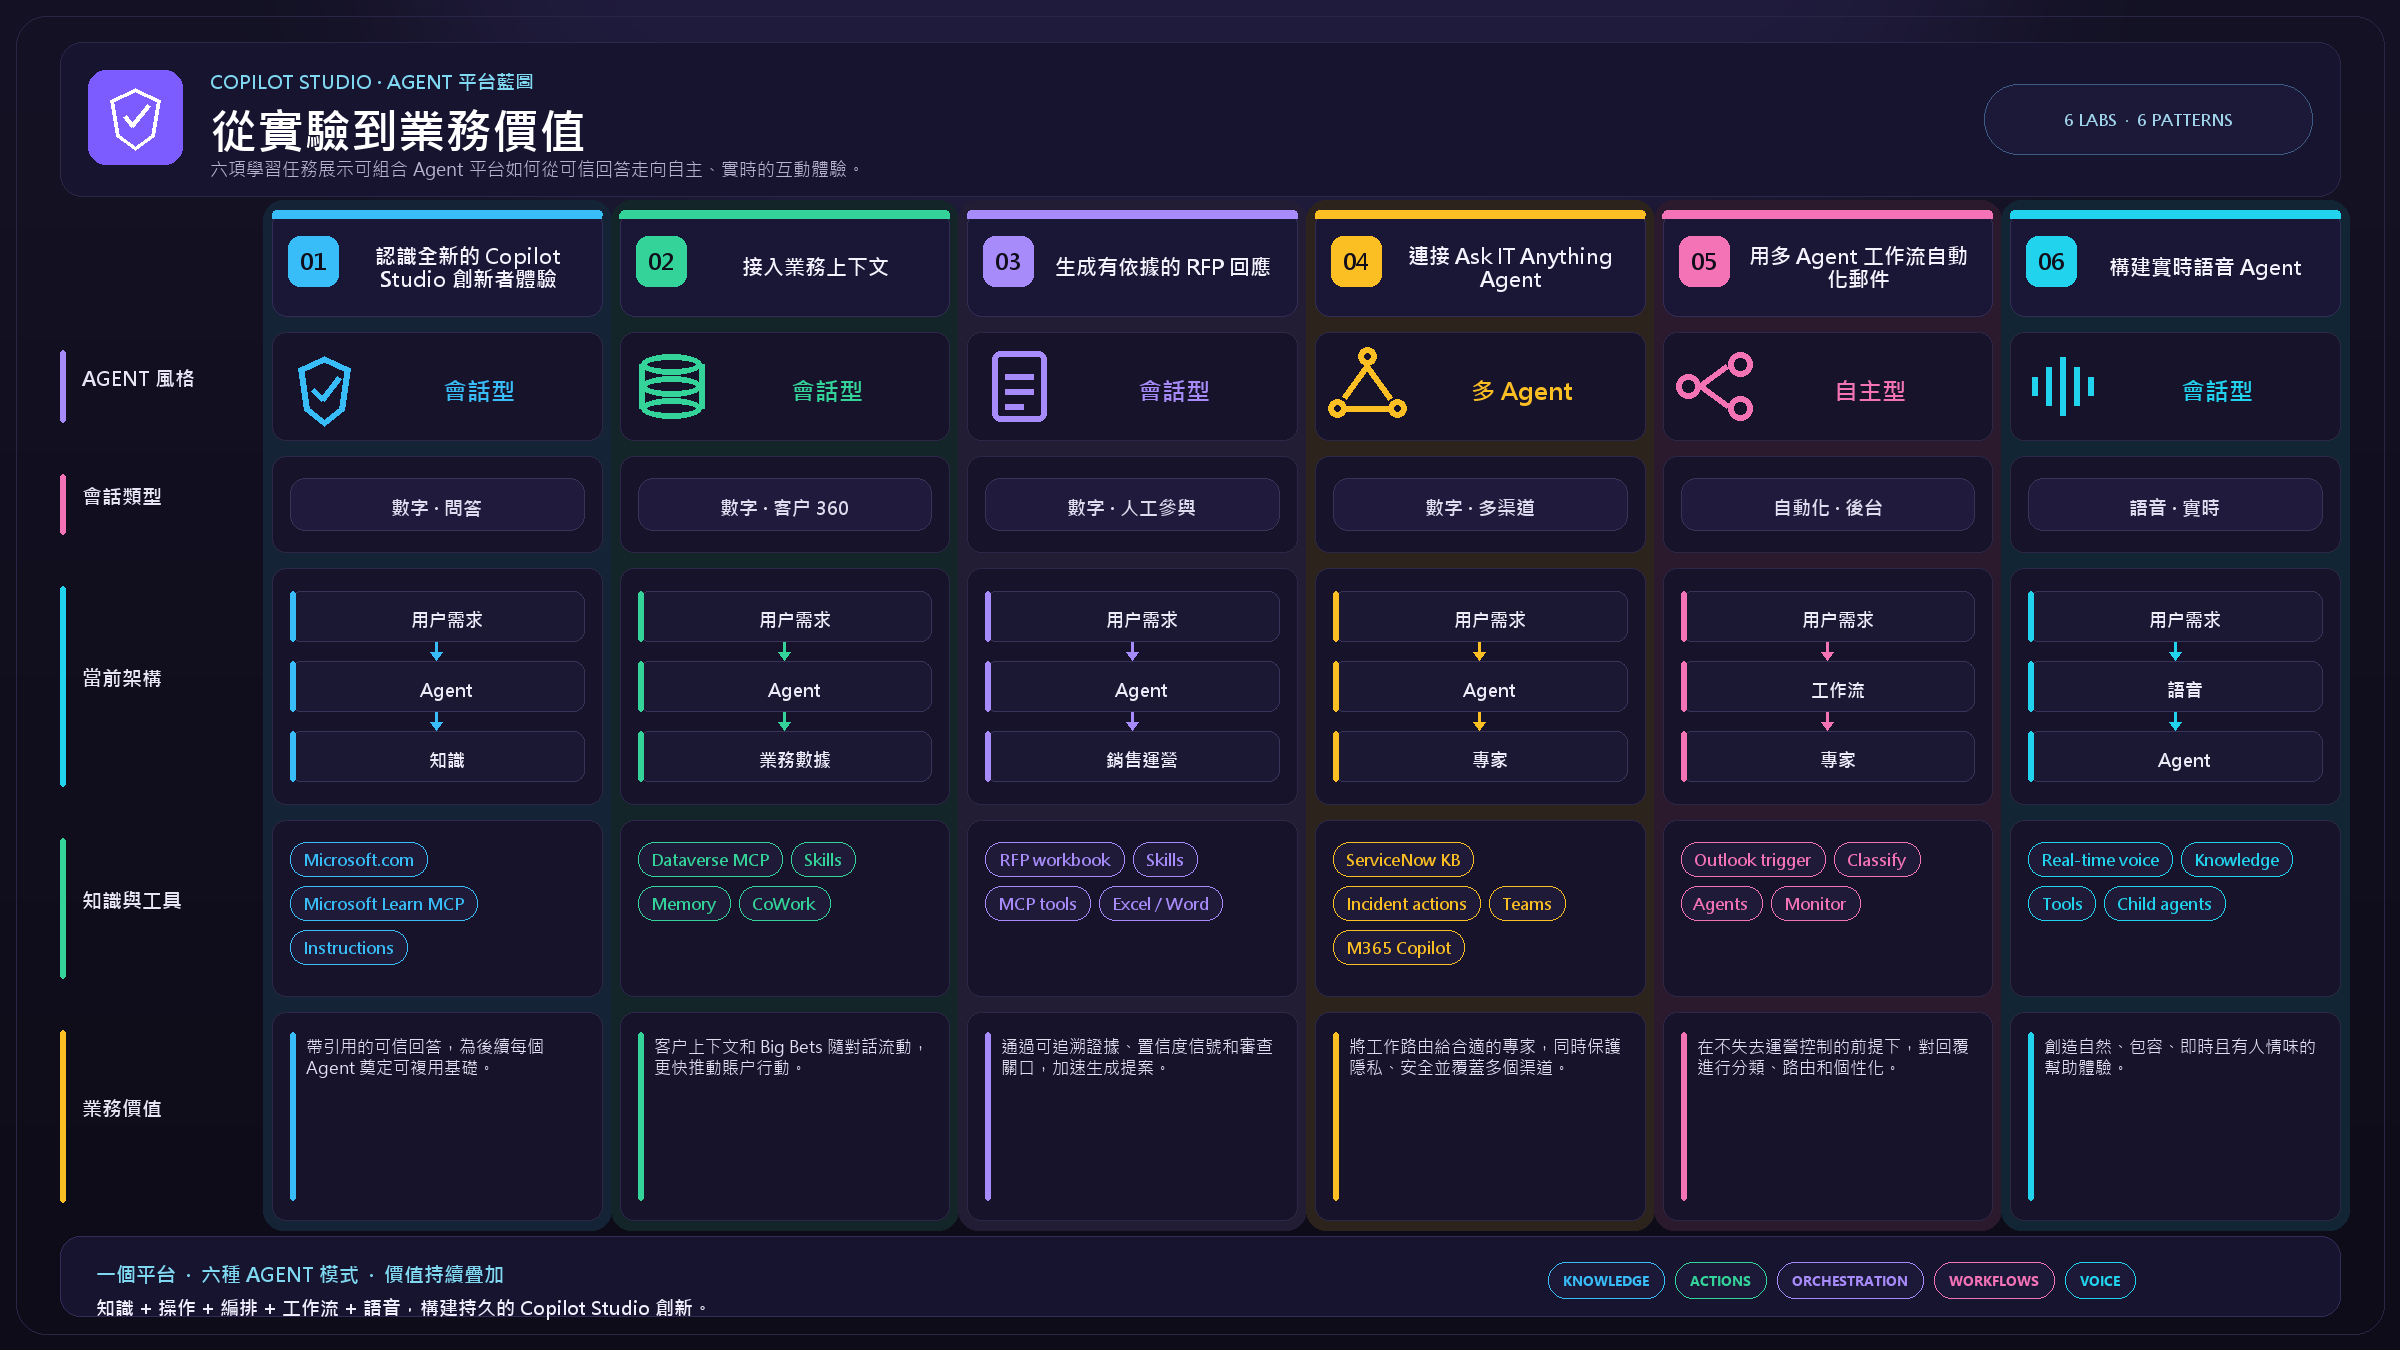 COPILOT STUDIO · AGENT 平台藍圖
從實驗到業務價值
六項學習任務展示可組合 Agent 平台如何從可信回答走向自主、實時的互動體驗。
6 LABS · 6 PATTERNS
01
認識全新的 Copilot
Studio 創新者體驗
02
接入業務上下文
03
生成有依據的 RFP 回應
04
連接 Ask IT Anything
Agent
05
用多 Agent 工作流自動
化郵件
06
構建實時語音 Agent
AGENT 風格
會話型
會話型
會話型
多 Agent
自主型
會話型
會話類型
數字 · 問答
數字 · 客户 360
數字 · 人工參與
數字 · 多渠道
自動化 · 後台
語音 · 實時
當前架構
用户需求
Agent
知識
用户需求
Agent
業務數據
用户需求
Agent
銷售運營
用户需求
Agent
專家
用户需求
工作流
專家
用户需求
語音
Agent
知識與工具
Microsoft.com
Microsoft Learn MCP
Instructions
Dataverse MCP
Skills
Memory
CoWork
RFP workbook
Skills
MCP tools
Excel / Word
ServiceNow KB
Incident actions
Teams
M365 Copilot
Outlook trigger
Classify
Agents
Monitor
Real-time voice
Knowledge
Tools
Child agents
業務價值
帶引用的可信回答，為後續每個
Agent 奠定可複用基礎。
客户上下文和 Big Bets 隨對話流動，
更快推動賬户行動。
通過可追溯證據、置信度信號和審查
關口，加速生成提案。
將工作路由給合適的專家，同時保護
隱私、安全並覆蓋多個渠道。
在不失去運營控制的前提下，對回覆
進行分類、路由和個性化。
創造自然、包容、即時且有人情味的
幫助體驗。
一個平台 · 六種 AGENT 模式 · 價值持續疊加
知識 + 操作 + 編排 + 工作流 + 語音，構建持久的 Copilot Studio 創新。
KNOWLEDGE
ACTIONS
ORCHESTRATION
WORKFLOWS
VOICE